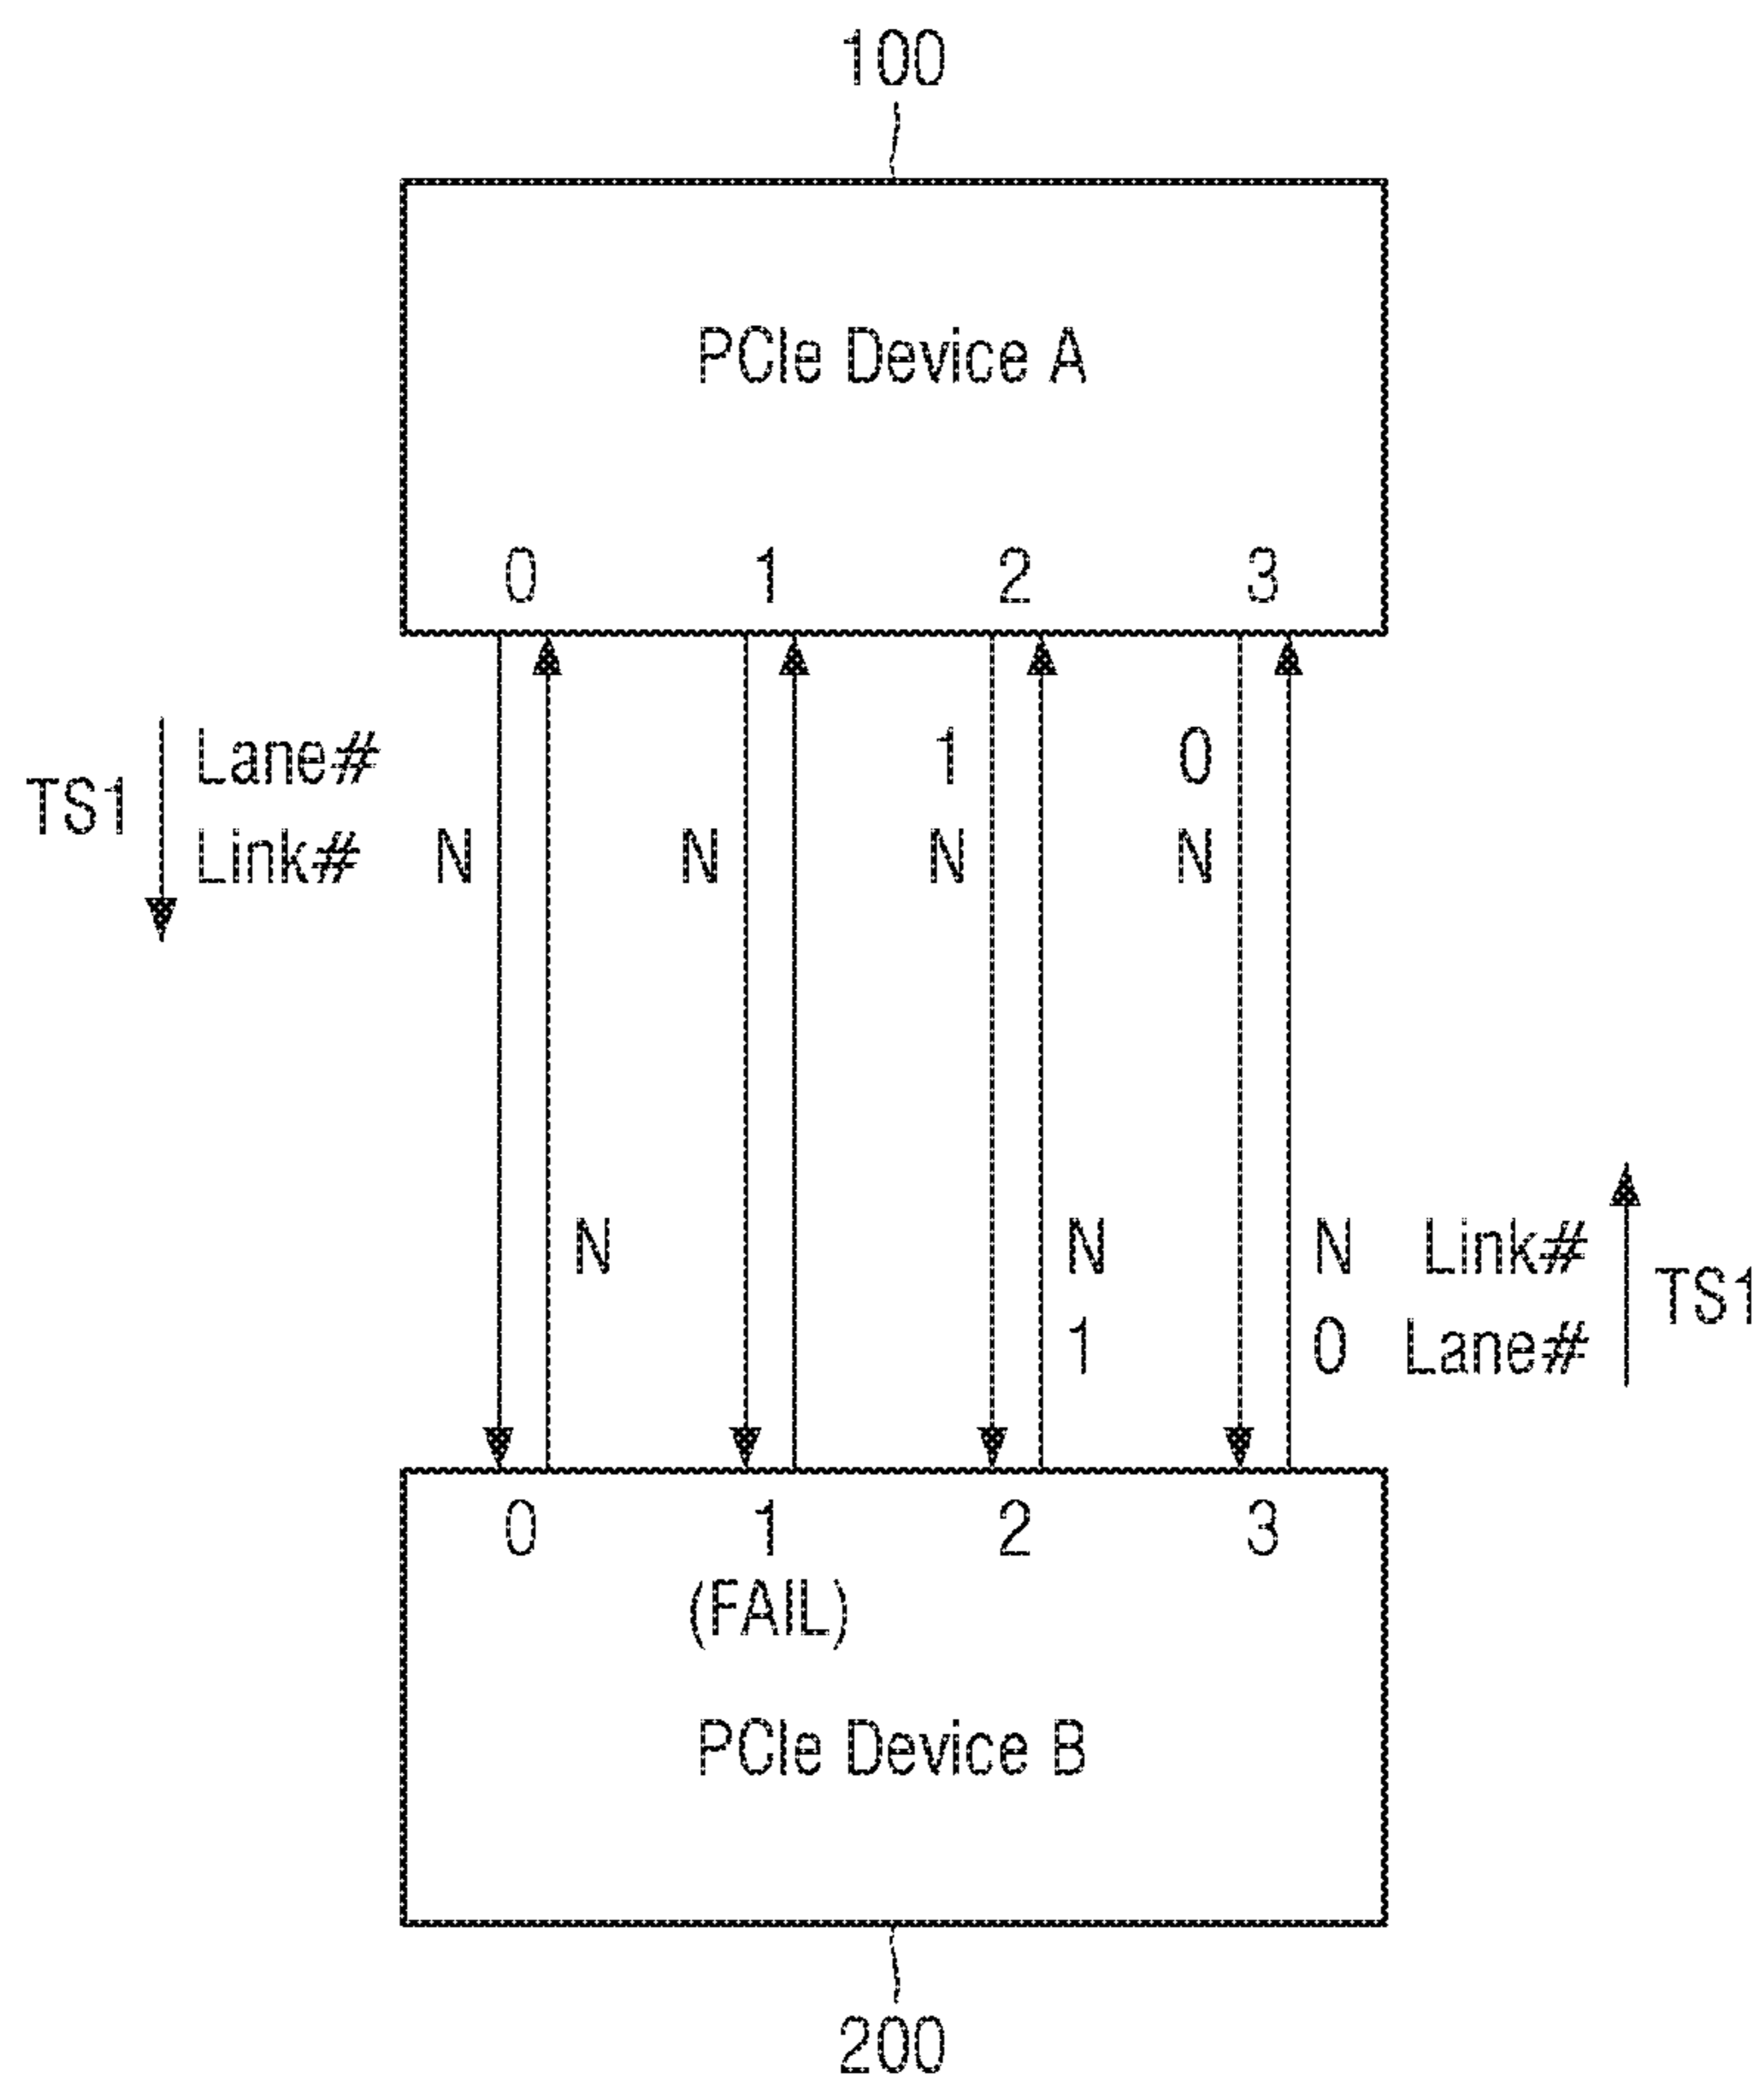 100
PCIe Device A
0 1 2 3
Lane# 1 0
TS1
Link# N N N N
N N N Link#
TS1
1 0 Lane#
0 1 2 3
(FAIL)
PCIe Device B
200